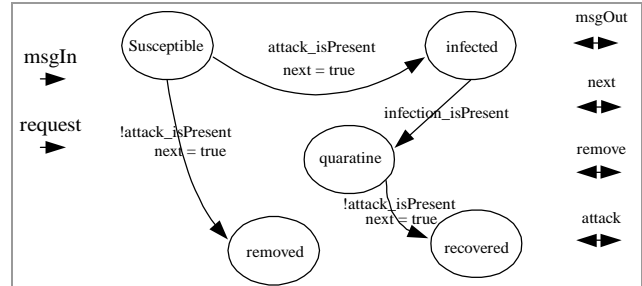 msgIn
request
Susceptible
attack_isPresent
next = true
infected
infection_isPresent
!attack_isPresent
next = true
quaratine
!attack_isPresent
next = true
removed
recovered
msgOut
next
remove
attack